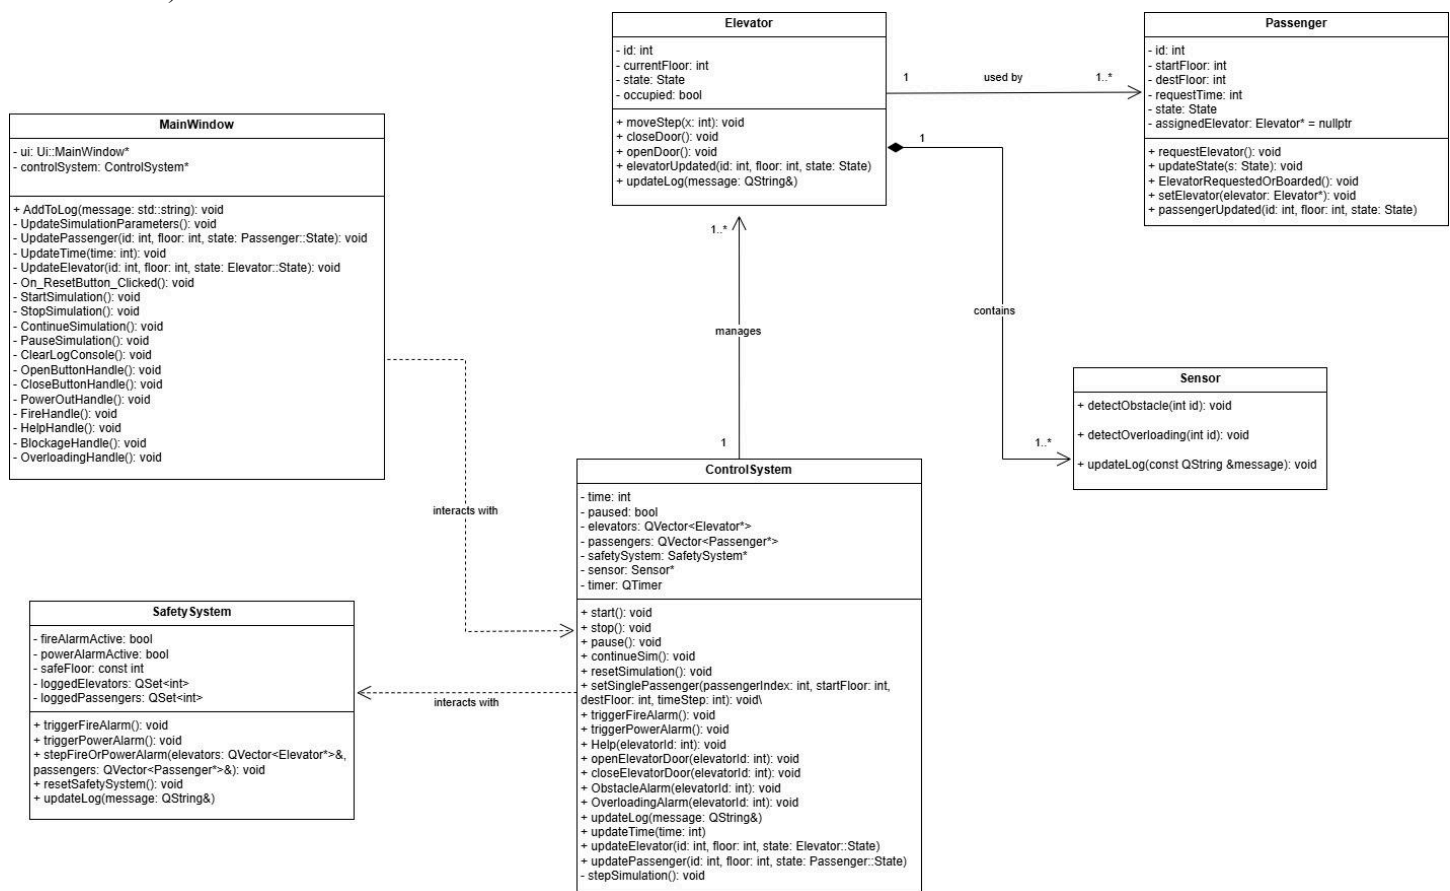 Elevator
- id: int
- currentFloor: int
- state: State
- occupied: bool
+ moveStep(x: int): void
+ closeDoor(): void
+ openDoor(): void
+ elevatorUpdated(id: int, floor: int, state: State)
+ updateLog(message: QString&)
1
used by
1..*
Passenger
- id: int
- startFloor: int
- destFloor: int
- requestTime: int
- state: State
- assignedElevator: Elevator* = nullptr
+ requestElevator(): void
+ updateState(s: State): void
+ ElevatorRequestedOrBoarded(): void
+ setElevator(elevator: Elevator*): void
+ passengerUpdated(id: int, floor: int, state: State)
MainWindow
- ui: Ui::MainWindow*
- controlSystem: ControlSystem*
+ AddToLog(message: std::string): void
- UpdateSimulationParameters(): void
- UpdatePassenger(id: int, floor: int, state: Passenger::State): void
- UpdateTime(time: int): void
- UpdateElevator(id: int, floor: int, state: Elevator::State): void
- On_ResetButton_Clicked(): void
- StartSimulation(): void
- StopSimulation(): void
- ContinueSimulation(): void
- PauseSimulation(): void
- ClearLogConsole(): void
- OpenButtonHandle(): void
- CloseButtonHandle(): void
- PowerOutHandle(): void
- FireHandle(): void
- HelpHandle(): void
- BlockageHandle(): void
- OverloadingHandle(): void
1
contains
1..*
1..*
manages
1
Sensor
+ detectObstacle(int id): void
+ detectOverloading(int id): void
+ updateLog(const QString &message): void
interacts with
ControlSystem
- time: int
- paused: bool
- elevators: QVector<Elevator*>
- passengers: QVector<Passenger*>
- safetySystem: SafetySystem*
- sensor: Sensor*
- timer: QTimer
+ start(): void
+ stop(): void
+ pause(): void
+ continueSim(): void
+ resetSimulation(): void
+ setSinglePassenger(passengerIndex: int, startFloor: int,
destFloor: int, timeStep: int): void\
+ triggerFireAlarm(): void
+ triggerPowerAlarm(): void
+ Help(elevatorId: int): void
+ openElevatorDoor(elevatorId: int): void
+ closeElevatorDoor(elevatorId: int): void
+ ObstacleAlarm(elevatorId: int): void
+ OverloadingAlarm(elevatorId: int): void
+ updateLog(message: QString&)
+ updateTime(time: int)
+ updateElevator(id: int, floor: int, state: Elevator::State)
+ updatePassenger(id: int, floor: int, state: Passenger::State)
- stepSimulation(): void
interacts with
SafetySystem
- fireAlarmActive: bool
- powerAlarmActive: bool
- safeFloor: const int
- loggedElevators: QSet<int>
- loggedPassengers: QSet<int>
+ triggerFireAlarm(): void
+ triggerPowerAlarm(): void
+ stepFireOrPowerAlarm(elevators: QVector<Elevator*>&,
passengers: QVector<Passenger*>&): void
+ resetSafetySystem(): void
+ updateLog(message: QString&)